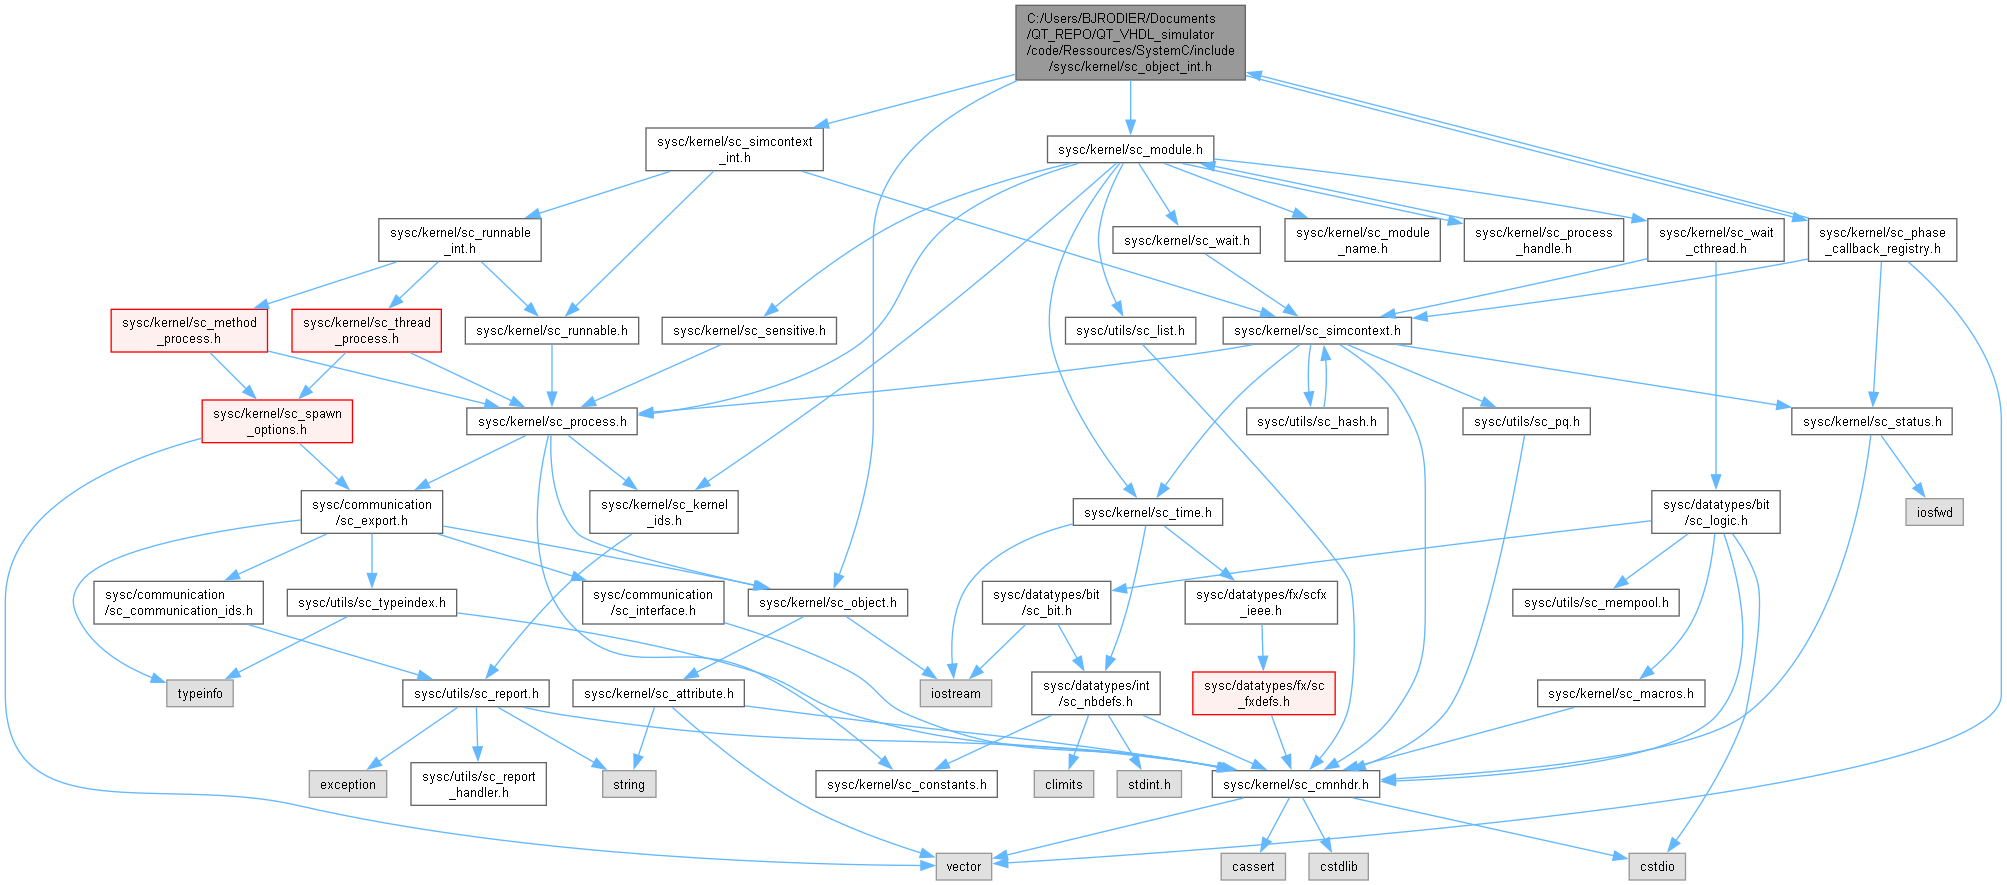 C:/Users/BJRODIER/Documents
/QT_REPO/QT_VHDL_simulator
/code/Ressources/SystemC/include
/sysc/kernel/sc_object_int.h
sysc/kernel/sc_simcontext
_int.h
sysc/kernel/sc_module.h
sysc/kernel/sc_runnable
_int.h
sysc/kernel/sc_wait.h
sysc/kernel/sc_module
_name.h
sysc/kernel/sc_process
_handle.h
sysc/kernel/sc_wait
_cthread.h
sysc/kernel/sc_phase
_callback_registry.h
sysc/kernel/sc_method
_process.h
sysc/kernel/sc_thread
_process.h
sysc/kernel/sc_runnable.h
sysc/kernel/sc_sensitive.h
sysc/utils/sc_list.h
sysc/kernel/sc_simcontext.h
sysc/kernel/sc_spawn
_options.h
sysc/kernel/sc_process.h
sysc/utils/sc_hash.h
sysc/utils/sc_pq.h
sysc/kernel/sc_status.h
sysc/communication
/sc_export.h
sysc/kernel/sc_kernel
_ids.h
sysc/kernel/sc_time.h
sysc/datatypes/bit
/sc_logic.h
iosfwd
sysc/communication
/sc_communication_ids.h
sysc/utils/sc_typeindex.h
sysc/communication
/sc_interface.h
sysc/kernel/sc_object.h
sysc/datatypes/bit
/sc_bit.h
sysc/datatypes/fx/scfx
_ieee.h
sysc/utils/sc_mempool.h
typeinfo
sysc/utils/sc_report.h
sysc/kernel/sc_attribute.h
iostream
sysc/datatypes/int
/sc_nbdefs.h
sysc/datatypes/fx/sc
_fxdefs.h
sysc/kernel/sc_macros.h
exception
sysc/utils/sc_report
_handler.h
string
sysc/kernel/sc_constants.h
climits
stdint.h
sysc/kernel/sc_cmnhdr.h
vector
cassert
cstdlib
cstdio